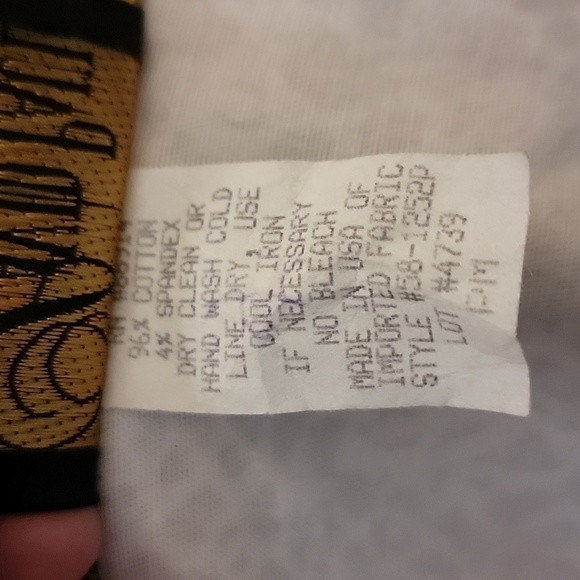 96% COTTON
4% SPANDEX
DRY CLEAN OR
HAND WASH COLD
LINE DRY, USE
COOL IRON
IF NECESSARY
NO BLEACH
MADE IN USA OF
IMPORTED FABRIC
STYLE #58-1252P
LOT #4739
PM